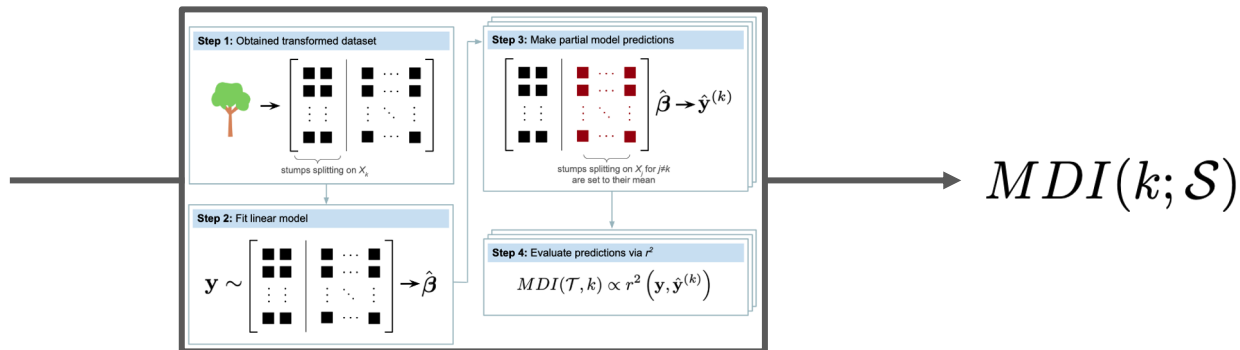 Step 1: Obtained transformed dataset
stumps splitting on X_k
Step 2: Fit linear model
y ∼ → β̂
Step 3: Make partial model predictions
β̂ → ŷ^(k)
stumps splitting on X_j for j≠k
are set to their mean
Step 4: Evaluate predictions via r²
MDI(𝒯, k) ∝ r² (y, ŷ^(k))
MDI(k; 𝒮)